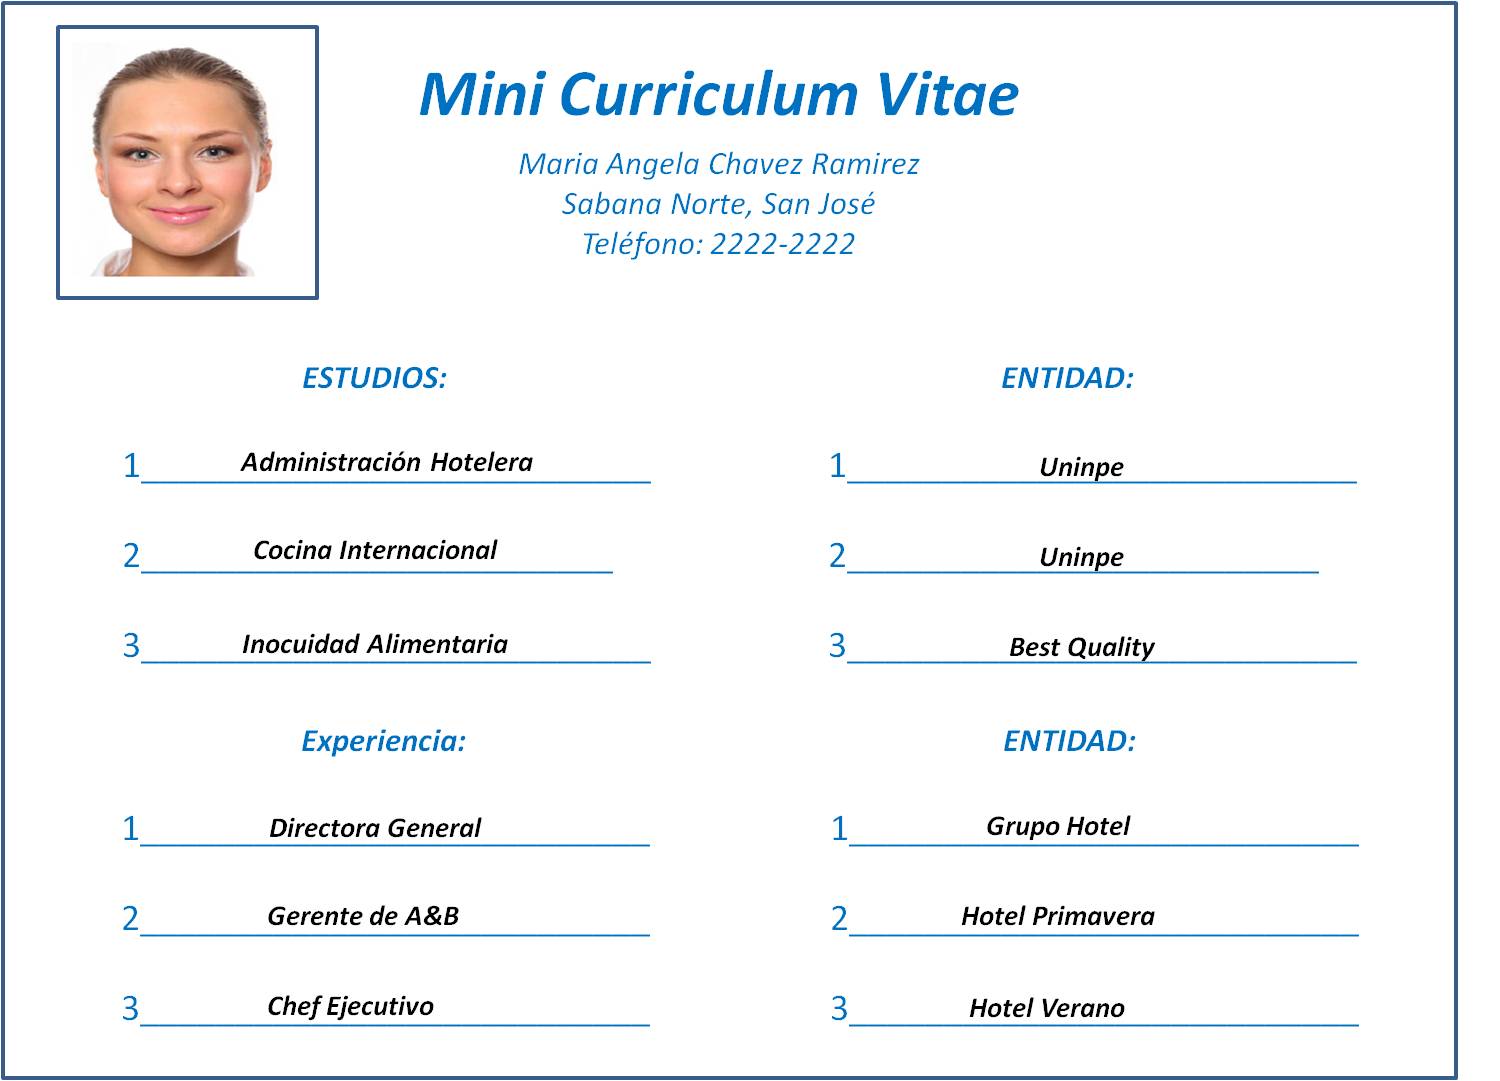 Mini Curriculum Vitae
Maria Angela Chavez Ramirez
Sabana Norte, San José
Teléfono: 2222-2222
ESTUDIOS: ENTIDAD:
1 Administración Hotelera 1 Uninpe
2 Cocina Internacional 2 Uninpe
3 Inocuidad Alimentaria 3 Best Quality
Experiencia: ENTIDAD:
1 Directora General 1 Grupo Hotel
2 Gerente de A&B 2 Hotel Primavera
3 Chef Ejecutivo 3 Hotel Verano